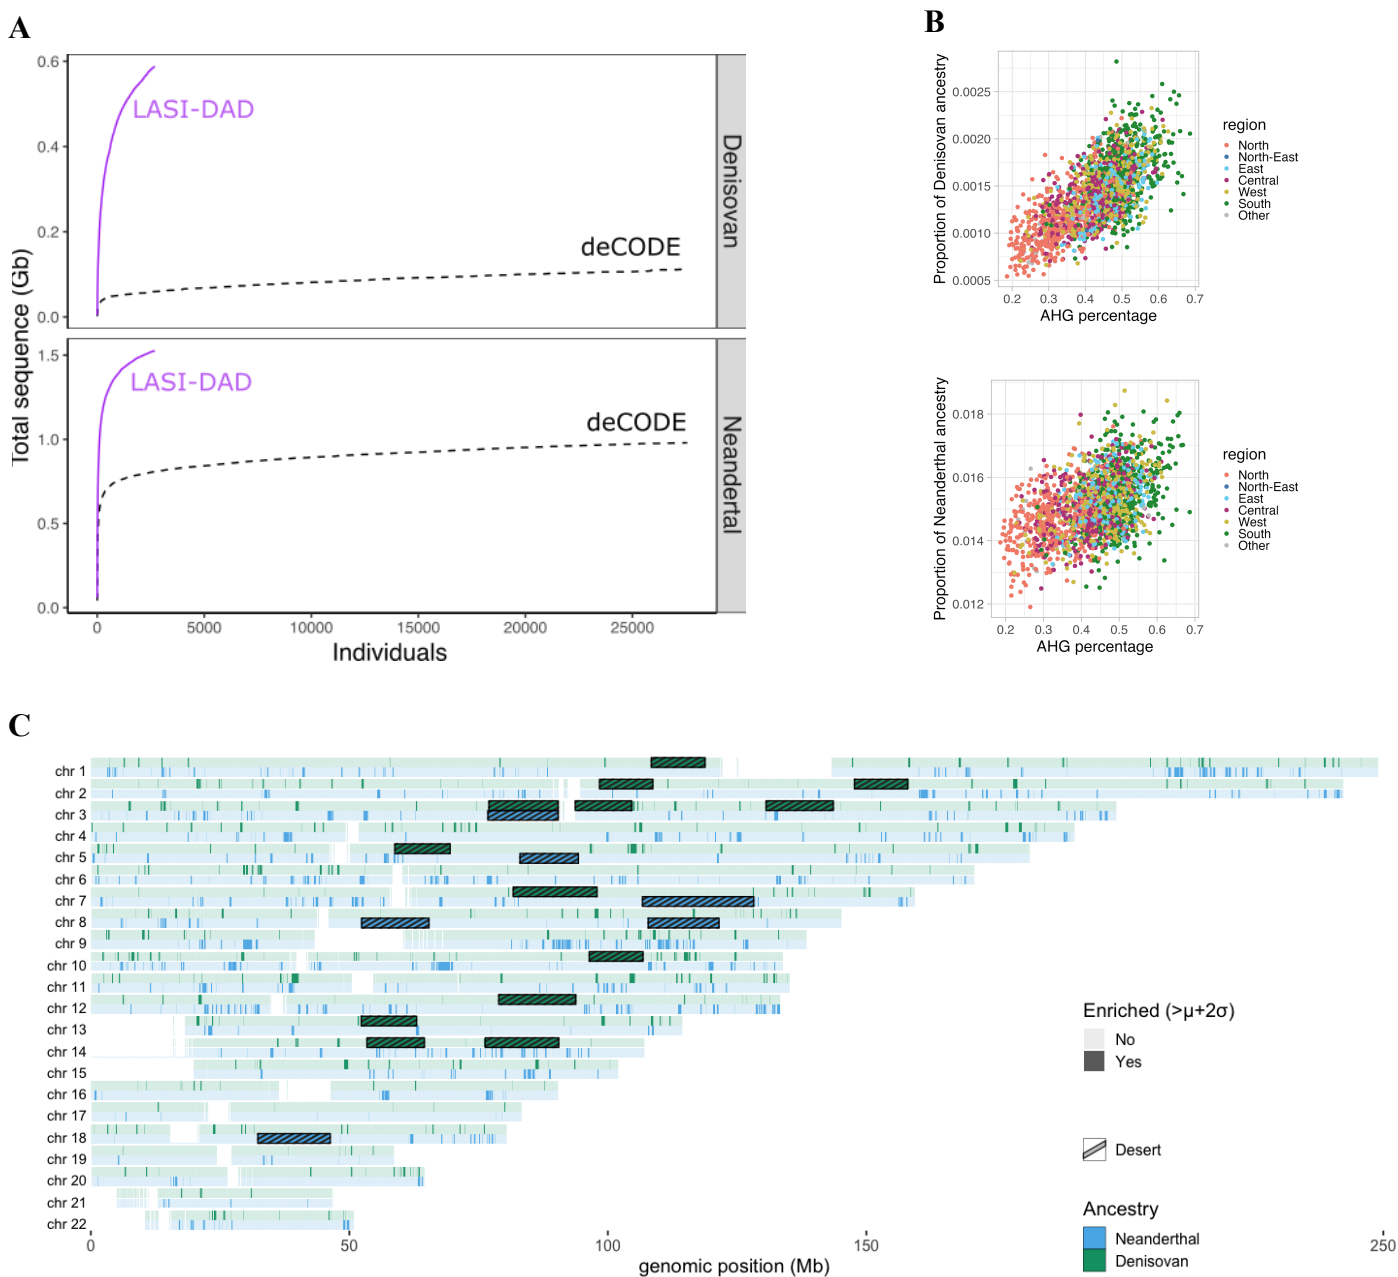 A
0.6
0.4
0.2
0.0
LASI-DAD
deCODE
Denisovan
1.5
1.0
0.5
0.0
LASI-DAD
deCODE
Neandertal
Total sequence (Gb)
0
5000
10000
15000
20000
25000
Individuals
B
Proportion of Denisovan ancestry
0.0025
0.0020
0.0015
0.0010
0.0005
0.2 0.3 0.4 0.5 0.6 0.7
AHG percentage
region
North
North-East
East
Central
West
South
Other
Proportion of Neanderthal ancestry
0.018
0.016
0.014
0.012
0.2 0.3 0.4 0.5 0.6 0.7
AHG percentage
region
North
North-East
East
Central
West
South
Other
C
chr 1
chr 2
chr 3
chr 4
chr 5
chr 6
chr 7
chr 8
chr 9
chr 10
chr 11
chr 12
chr 13
chr 14
chr 15
chr 16
chr 17
chr 18
chr 19
chr 20
chr 21
chr 22
0 50 100 150 250
genomic position (Mb)
Enriched (>μ+2σ)
No
Yes
Desert
Ancestry
Neanderthal
Denisovan